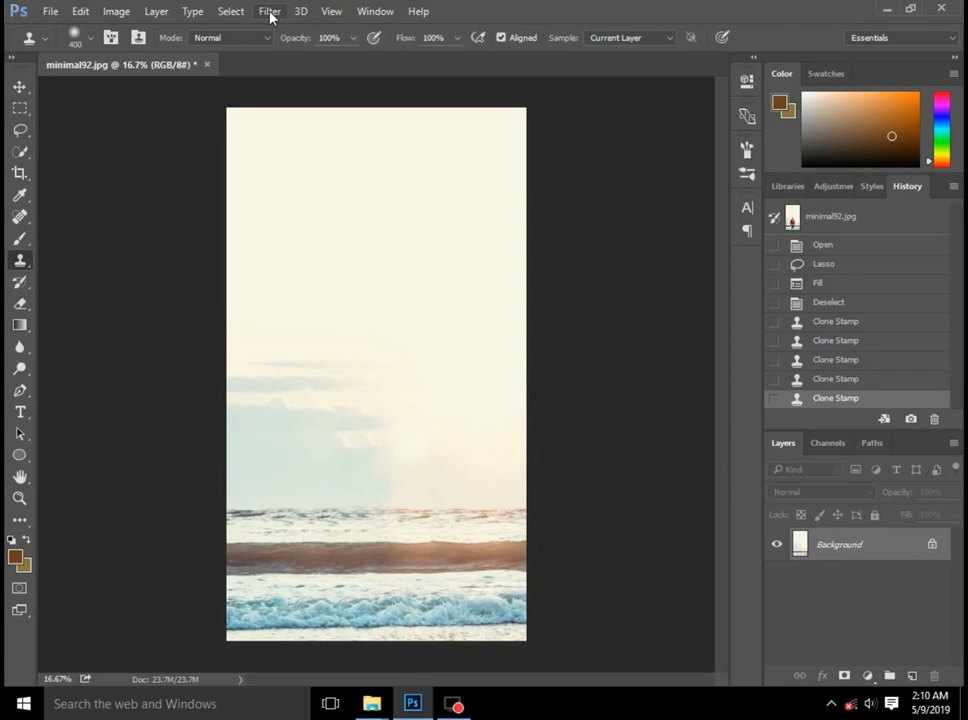 Ps File Edit Image Layer Type Select Filter 3D View Window Help
400 Mode: Normal Opacity: 100% Flow: 100% Aligned Sample: Current Layer Essentials
minimal92.jpg @ 16.7% (RGB/8#) * ×
Color Swatches
Libraries Adjustmer Styles History
minimal92.jpg
Open
Lasso
Fill
Deselect
Clone Stamp
Clone Stamp
Clone Stamp
Clone Stamp
Clone Stamp
Layers Channels Paths
Kind
Normal Opacity: 100%
Lock: Fill: 100%
Background
16.67% Doc: 23.7M/23.7M
Search the web and Windows
Ps
2:10 AM
5/9/2019